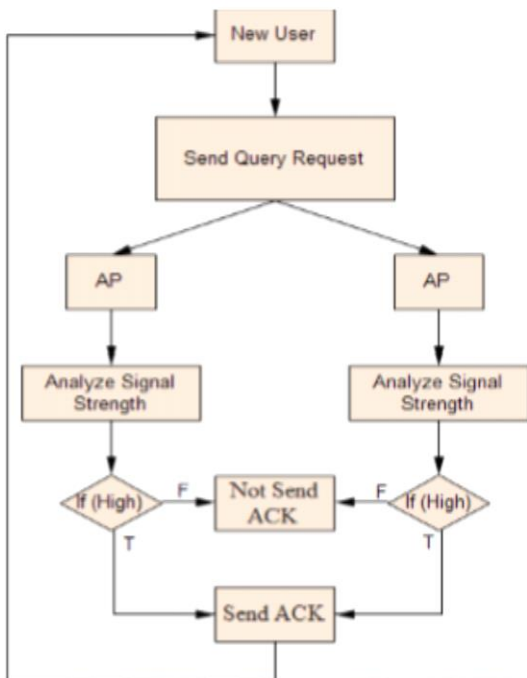 New User
Send Query Request
AP
AP
Analyze Signal
Strength
Analyze Signal
Strength
If (High)
F
Not Send
ACK
F
If (High)
T
T
Send ACK